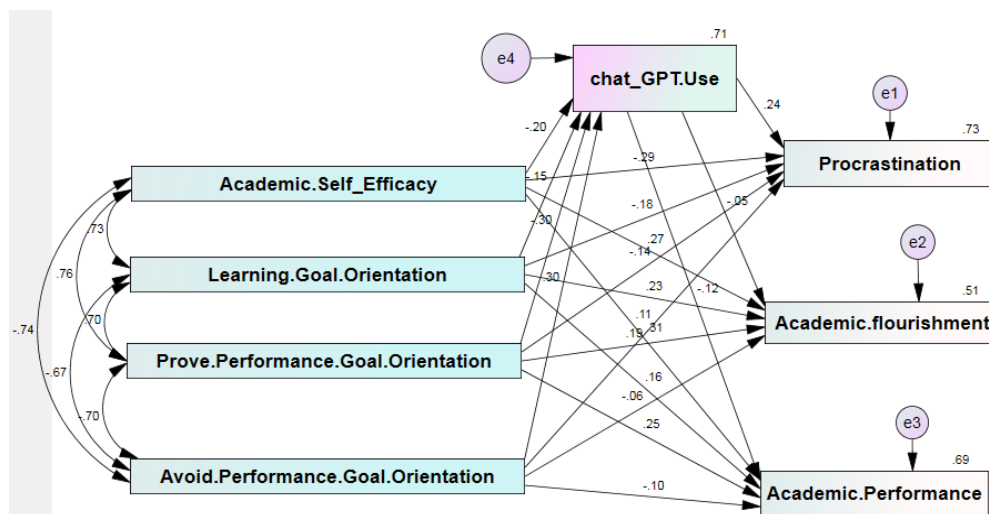 .71
e4
chat_GPT.Use
.24
e1
-.20
.73
Procrastination
-.29
-.15
Academic.Self_Efficacy
-.18
-.05
-.30
.73
e2
.27
-.14
Learning.Goal.Orientation
.76
.30
-.12
.23
.51
.70
.11
Academic.flourishment
-.74
.19
.31
Prove.Performance.Goal.Orientation
-.67
.16
-.06
-.70
.25
e3
.69
Avoid.Performance.Goal.Orientation
-.10
Academic.Performance